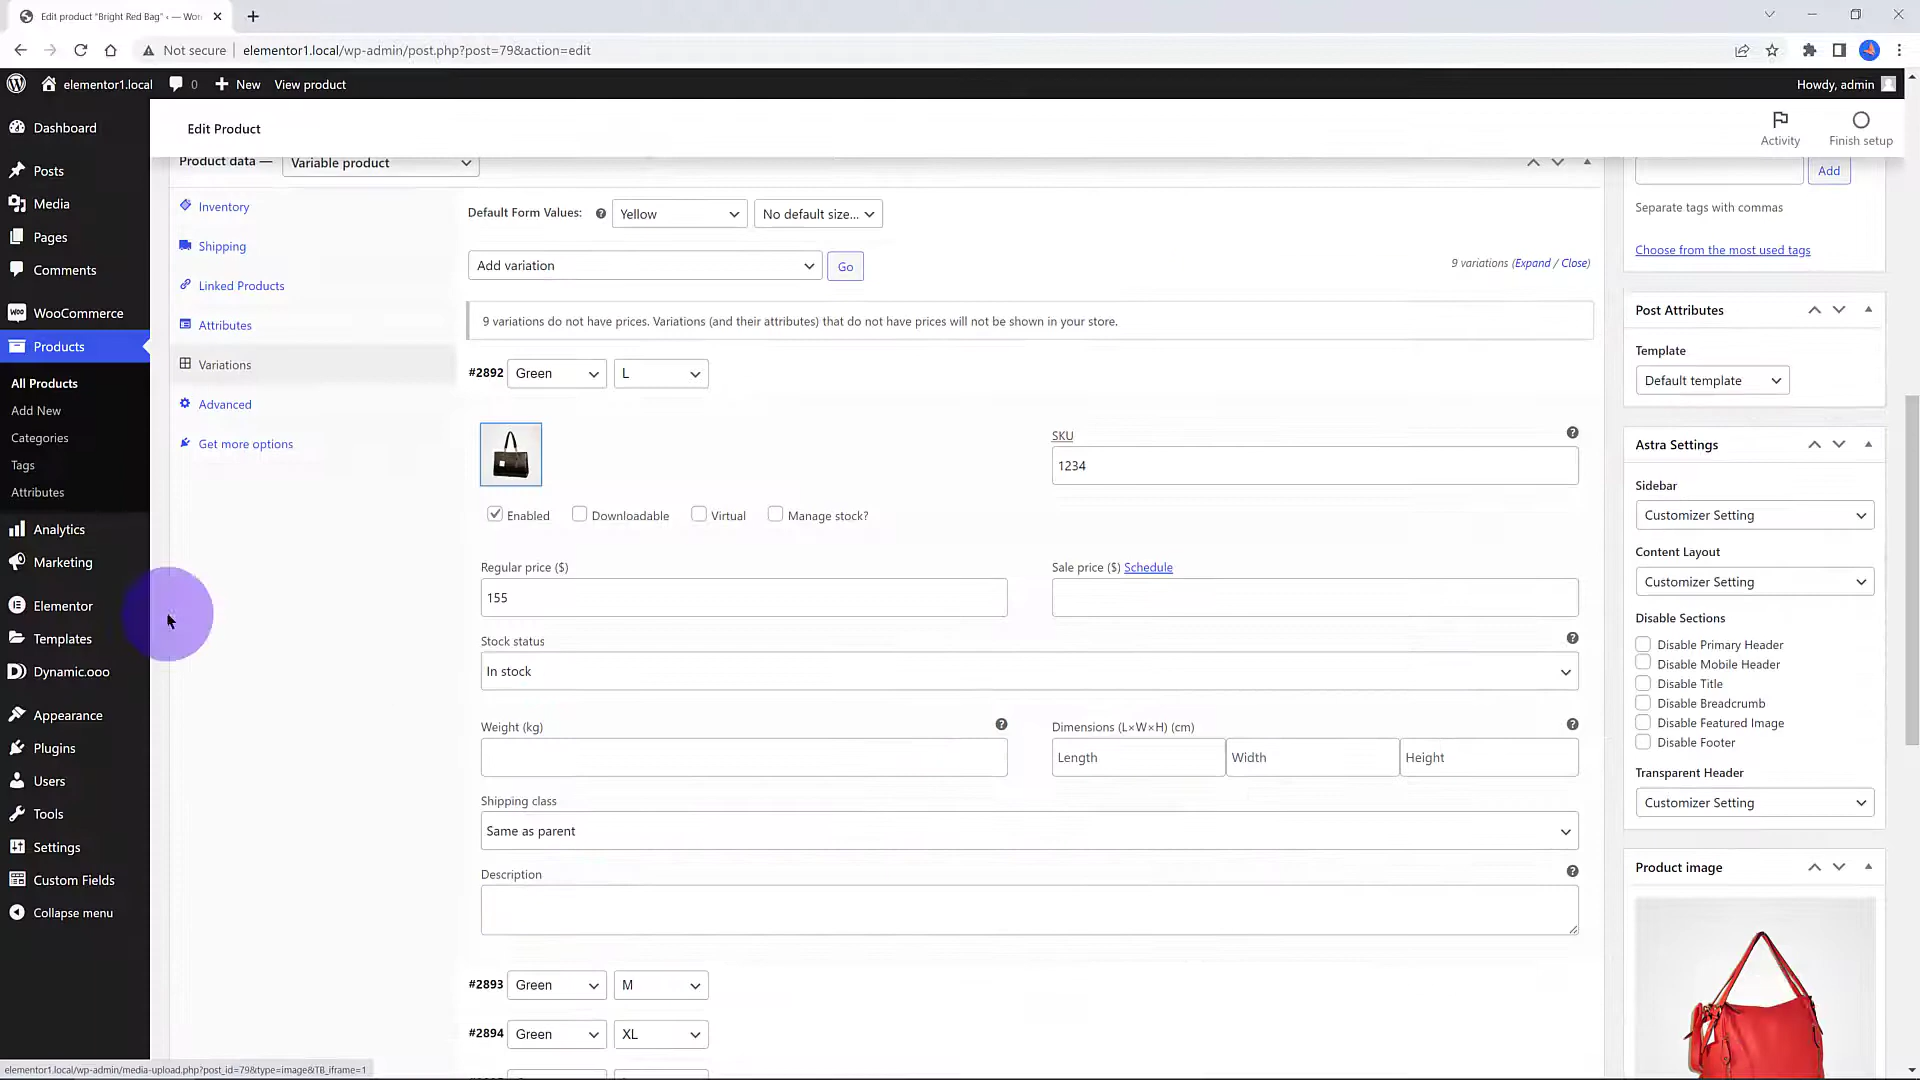 Edit product "Bright Red Bag" ‹ — Wor
Not secure
elementor1.local/wp-admin/post.php?post=79&action=edit
elementor1.local
0
New
View product
Howdy, admin
Edit Product
Activity
Finish setup
Dashboard
Posts
Media
Pages
Comments
WooCommerce
Products
All Products
Add New
Categories
Tags
Attributes
Analytics
Marketing
Elementor
Templates
Dynamic.ooo
Appearance
Plugins
Users
Tools
Settings
Custom Fields
Collapse menu
Product data —
Variable product
Inventory
Shipping
Linked Products
Attributes
Variations
Advanced
Get more options
Default Form Values:
Yellow
No default size...
Add variation
Go
9 variations (Expand / Close)
9 variations do not have prices. Variations (and their attributes) that do not have prices will not be shown in your store.
#2892
Green
L
SKU
1234
Enabled
Downloadable
Virtual
Manage stock?
Regular price ($)
155
Sale price ($) Schedule
Stock status
In stock
Weight (kg)
Dimensions (L×W×H) (cm)
Length
Width
Height
Shipping class
Same as parent
Description
#2893
Green
M
#2894
Green
XL
Add
Separate tags with commas
Choose from the most used tags
Post Attributes
Template
Default template
Astra Settings
Sidebar
Customizer Setting
Content Layout
Customizer Setting
Disable Sections
Disable Primary Header
Disable Mobile Header
Disable Title
Disable Breadcrumb
Disable Featured Image
Disable Footer
Transparent Header
Customizer Setting
Product image
elementor1.local/wp-admin/media-upload.php?post_id=79&type=image&TB_iframe=1